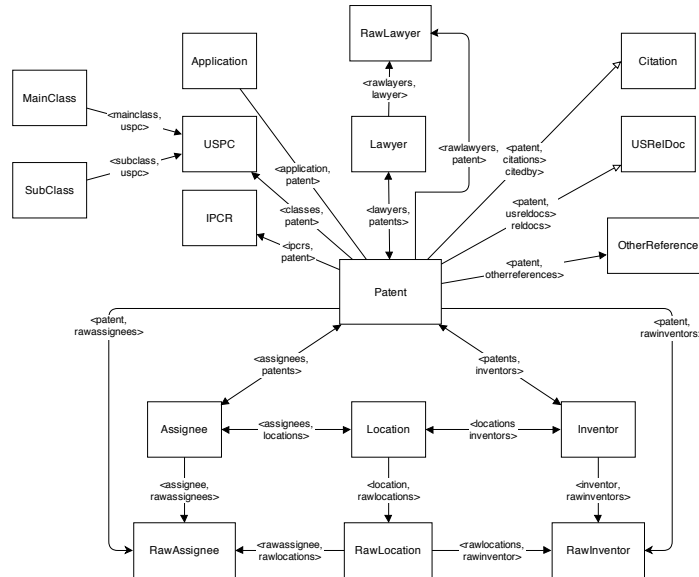 RawLawyer
Application
Citation
MainClass
<rawlayers,
lawyer>
<mainclass,
uspc>
USPC
Lawyer
<rawlawyers,
patent>
<patent,
citations>
citedby>
USRelDoc
<subclass,
uspc>
<application,
patent>
SubClass
<classes,
patent>
<lawyers,
patents>
<patent,
usreldocs>
reldocs>
IPCR
<ipcrs,
patent>
OtherReference
<patent,
otherreferences>
Patent
<patent,
rawassignees>
<patent,
rawinventors>
<assignees,
patents>
<patents,
inventors>
Assignee
<assignees,
locations>
Location
<locations
inventors>
Inventor
<assignee,
rawassignees>
<location,
rawlocations>
<inventor,
rawinventors>
RawAssignee
<rawassignee,
rawlocations>
RawLocation
<rawlocations,
rawinventor>
RawInventor